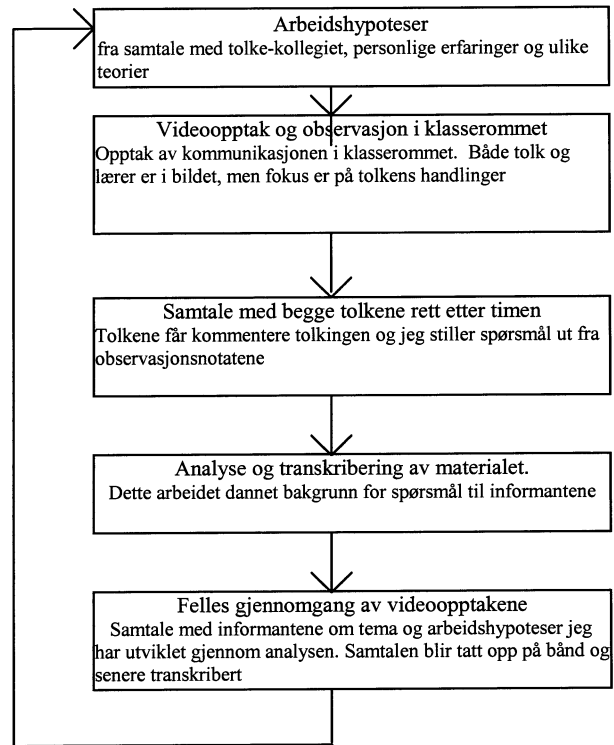 Arbeidshypoteser
fra samtale med tolke-kollegiet, personlige erfaringer og ulike
teorier
Videoopptak og observasjon i klasserommet
Opptak av kommunikasjonen i klasserommet. Både tolk og
lærer er i bildet, men fokus er på tolkens handlinger
Samtale med begge tolkene rett etter timen
Tolkene får kommentere tolkingen og jeg stiller spørsmål ut fra
observasjonsnotatene
Analyse og transkribering av materialet.
Dette arbeidet dannet bakgrunn for spørsmål til informantene
Felles gjennomgang av videoopptakene
Samtale med informantene om tema og arbeidshypoteser jeg
har utviklet gjennom analysen. Samtalen blir tatt opp på bånd og
senere transkribert